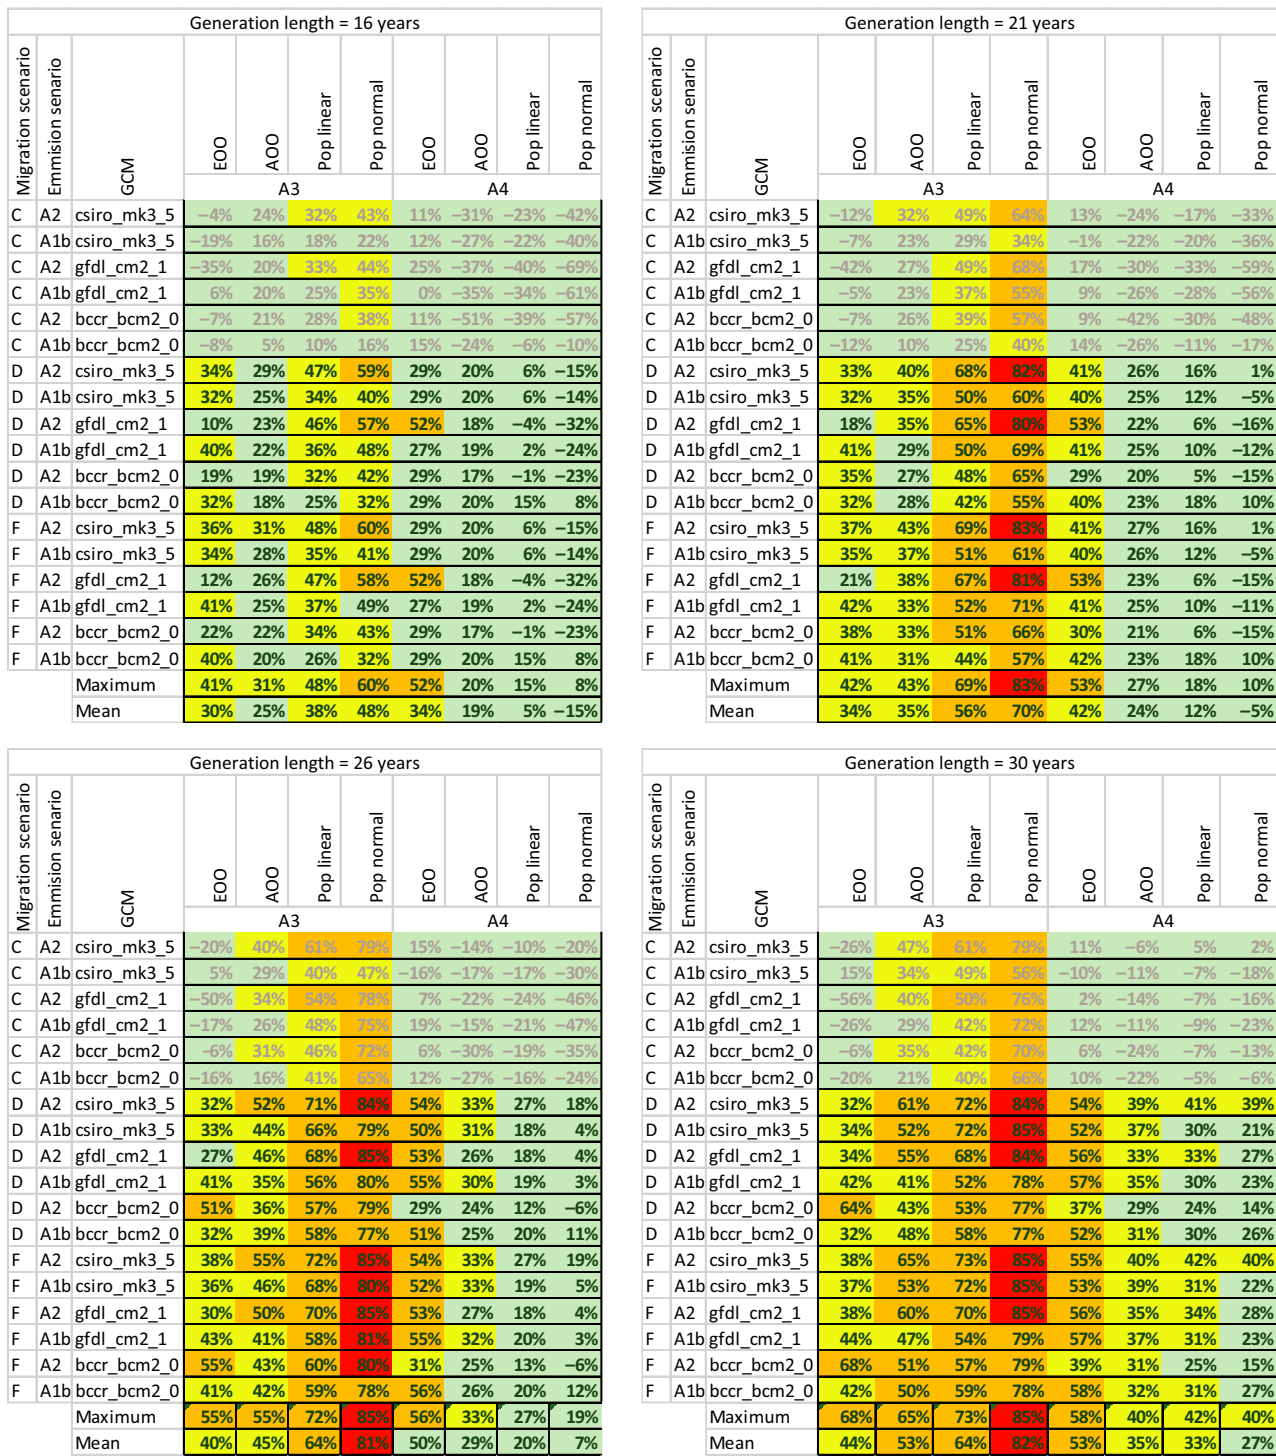 Generation length = 16 years
Migration scenario Emmision senario GCM EOO AOO Pop linear Pop normal EOO AOO Pop linear Pop normal
A3 A4
C A2 csiro_mk3_5 −4% 24% 32% 43% 11% −31% −23% −42%
C A1b csiro_mk3_5 −19% 16% 18% 22% 12% −27% −22% −40%
C A2 gfdl_cm2_1 −35% 20% 33% 44% 25% −37% −40% −69%
C A1b gfdl_cm2_1 6% 20% 25% 35% 0% −35% −34% −61%
C A2 bccr_bcm2_0 −7% 21% 28% 38% 11% −51% −39% −57%
C A1b bccr_bcm2_0 −8% 5% 10% 16% 15% −24% −6% −10%
D A2 csiro_mk3_5 34% 29% 47% 59% 29% 20% 6% −15%
D A1b csiro_mk3_5 32% 25% 34% 40% 29% 20% 6% −14%
D A2 gfdl_cm2_1 10% 23% 46% 57% 52% 18% −4% −32%
D A1b gfdl_cm2_1 40% 22% 36% 48% 27% 19% 2% −24%
D A2 bccr_bcm2_0 19% 19% 32% 42% 29% 17% −1% −23%
D A1b bccr_bcm2_0 32% 18% 25% 32% 29% 20% 15% 8%
F A2 csiro_mk3_5 36% 31% 48% 60% 29% 20% 6% −15%
F A1b csiro_mk3_5 34% 28% 35% 41% 29% 20% 6% −14%
F A2 gfdl_cm2_1 12% 26% 47% 58% 52% 18% −4% −32%
F A1b gfdl_cm2_1 41% 25% 37% 49% 27% 19% 2% −24%
F A2 bccr_bcm2_0 22% 22% 34% 43% 29% 17% −1% −23%
F A1b bccr_bcm2_0 40% 20% 26% 32% 29% 20% 15% 8%
Maximum 41% 31% 48% 60% 52% 20% 15% 8%
Mean 30% 25% 38% 48% 34% 19% 5% −15%
Generation length = 21 years
Migration scenario Emmision senario GCM EOO AOO Pop linear Pop normal EOO AOO Pop linear Pop normal
A3 A4
C A2 csiro_mk3_5 −12% 32% 49% 64% 13% −24% −17% −33%
C A1b csiro_mk3_5 −7% 23% 29% 34% −1% −22% −20% −36%
C A2 gfdl_cm2_1 −42% 27% 49% 68% 17% −30% −33% −59%
C A1b gfdl_cm2_1 −5% 23% 37% 55% 9% −26% −28% −56%
C A2 bccr_bcm2_0 −7% 26% 39% 57% 9% −42% −30% −48%
C A1b bccr_bcm2_0 −12% 10% 25% 40% 14% −26% −11% −17%
D A2 csiro_mk3_5 33% 40% 68% 82% 41% 26% 16% 1%
D A1b csiro_mk3_5 32% 35% 50% 60% 40% 25% 12% −5%
D A2 gfdl_cm2_1 18% 35% 65% 80% 53% 22% 6% −16%
D A1b gfdl_cm2_1 41% 29% 50% 69% 41% 25% 10% −12%
D A2 bccr_bcm2_0 35% 27% 48% 65% 29% 20% 5% −15%
D A1b bccr_bcm2_0 32% 28% 42% 55% 40% 23% 18% 10%
F A2 csiro_mk3_5 37% 43% 69% 83% 41% 27% 16% 1%
F A1b csiro_mk3_5 35% 37% 51% 61% 40% 26% 12% −5%
F A2 gfdl_cm2_1 21% 38% 67% 81% 53% 23% 6% −15%
F A1b gfdl_cm2_1 42% 33% 52% 71% 41% 25% 10% −11%
F A2 bccr_bcm2_0 38% 33% 51% 66% 30% 21% 6% −15%
F A1b bccr_bcm2_0 41% 31% 44% 57% 42% 23% 18% 10%
Maximum 42% 43% 69% 83% 53% 27% 18% 10%
Mean 34% 35% 56% 70% 42% 24% 12% −5%
Generation length = 26 years
Migration scenario Emmision senario GCM EOO AOO Pop linear Pop normal EOO AOO Pop linear Pop normal
A3 A4
C A2 csiro_mk3_5 −20% 40% 61% 79% 15% −14% −10% −20%
C A1b csiro_mk3_5 5% 29% 40% 47% −16% −17% −17% −30%
C A2 gfdl_cm2_1 −50% 34% 54% 78% 7% −22% −24% −46%
C A1b gfdl_cm2_1 −17% 26% 48% 75% 19% −15% −21% −47%
C A2 bccr_bcm2_0 −6% 31% 46% 72% 6% −30% −19% −35%
C A1b bccr_bcm2_0 −16% 16% 41% 65% 12% −27% −16% −24%
D A2 csiro_mk3_5 32% 52% 71% 84% 54% 33% 27% 18%
D A1b csiro_mk3_5 33% 44% 66% 79% 50% 31% 18% 4%
D A2 gfdl_cm2_1 27% 46% 68% 85% 53% 26% 18% 4%
D A1b gfdl_cm2_1 41% 35% 56% 80% 55% 30% 19% 3%
D A2 bccr_bcm2_0 51% 36% 57% 79% 29% 24% 12% −6%
D A1b bccr_bcm2_0 32% 39% 58% 77% 51% 25% 20% 11%
F A2 csiro_mk3_5 38% 55% 72% 85% 54% 33% 27% 19%
F A1b csiro_mk3_5 36% 46% 68% 80% 52% 33% 19% 5%
F A2 gfdl_cm2_1 30% 50% 70% 85% 53% 27% 18% 4%
F A1b gfdl_cm2_1 43% 41% 58% 81% 55% 32% 20% 3%
F A2 bccr_bcm2_0 55% 43% 60% 80% 31% 25% 13% −6%
F A1b bccr_bcm2_0 41% 42% 59% 78% 56% 26% 20% 12%
Maximum 55% 55% 72% 85% 56% 33% 27% 19%
Mean 40% 45% 64% 81% 50% 29% 20% 7%
Generation length = 30 years
Migration scenario Emmision senario GCM EOO AOO Pop linear Pop normal EOO AOO Pop linear Pop normal
A3 A4
C A2 csiro_mk3_5 −26% 47% 61% 79% 11% −6% 5% 2%
C A1b csiro_mk3_5 15% 34% 49% 56% −10% −11% −7% −18%
C A2 gfdl_cm2_1 −56% 40% 50% 76% 2% −14% −7% −16%
C A1b gfdl_cm2_1 −26% 29% 42% 72% 12% −11% −9% −23%
C A2 bccr_bcm2_0 −6% 35% 42% 70% 6% −24% −7% −13%
C A1b bccr_bcm2_0 −20% 21% 40% 66% 10% −22% −5% −6%
D A2 csiro_mk3_5 32% 61% 72% 84% 54% 39% 41% 39%
D A1b csiro_mk3_5 34% 52% 72% 85% 52% 37% 30% 21%
D A2 gfdl_cm2_1 34% 55% 68% 84% 56% 33% 33% 27%
D A1b gfdl_cm2_1 42% 41% 52% 78% 57% 35% 30% 23%
D A2 bccr_bcm2_0 64% 43% 53% 77% 37% 29% 24% 14%
D A1b bccr_bcm2_0 32% 48% 58% 77% 52% 31% 30% 26%
F A2 csiro_mk3_5 38% 65% 73% 85% 55% 40% 42% 40%
F A1b csiro_mk3_5 37% 53% 72% 85% 53% 39% 31% 22%
F A2 gfdl_cm2_1 38% 60% 70% 85% 56% 35% 34% 28%
F A1b gfdl_cm2_1 44% 47% 54% 79% 57% 37% 31% 23%
F A2 bccr_bcm2_0 68% 51% 57% 79% 39% 31% 25% 15%
F A1b bccr_bcm2_0 42% 50% 59% 78% 58% 32% 31% 27%
Maximum 68% 65% 73% 85% 58% 40% 42% 40%
Mean 44% 53% 64% 82% 53% 35% 33% 27%